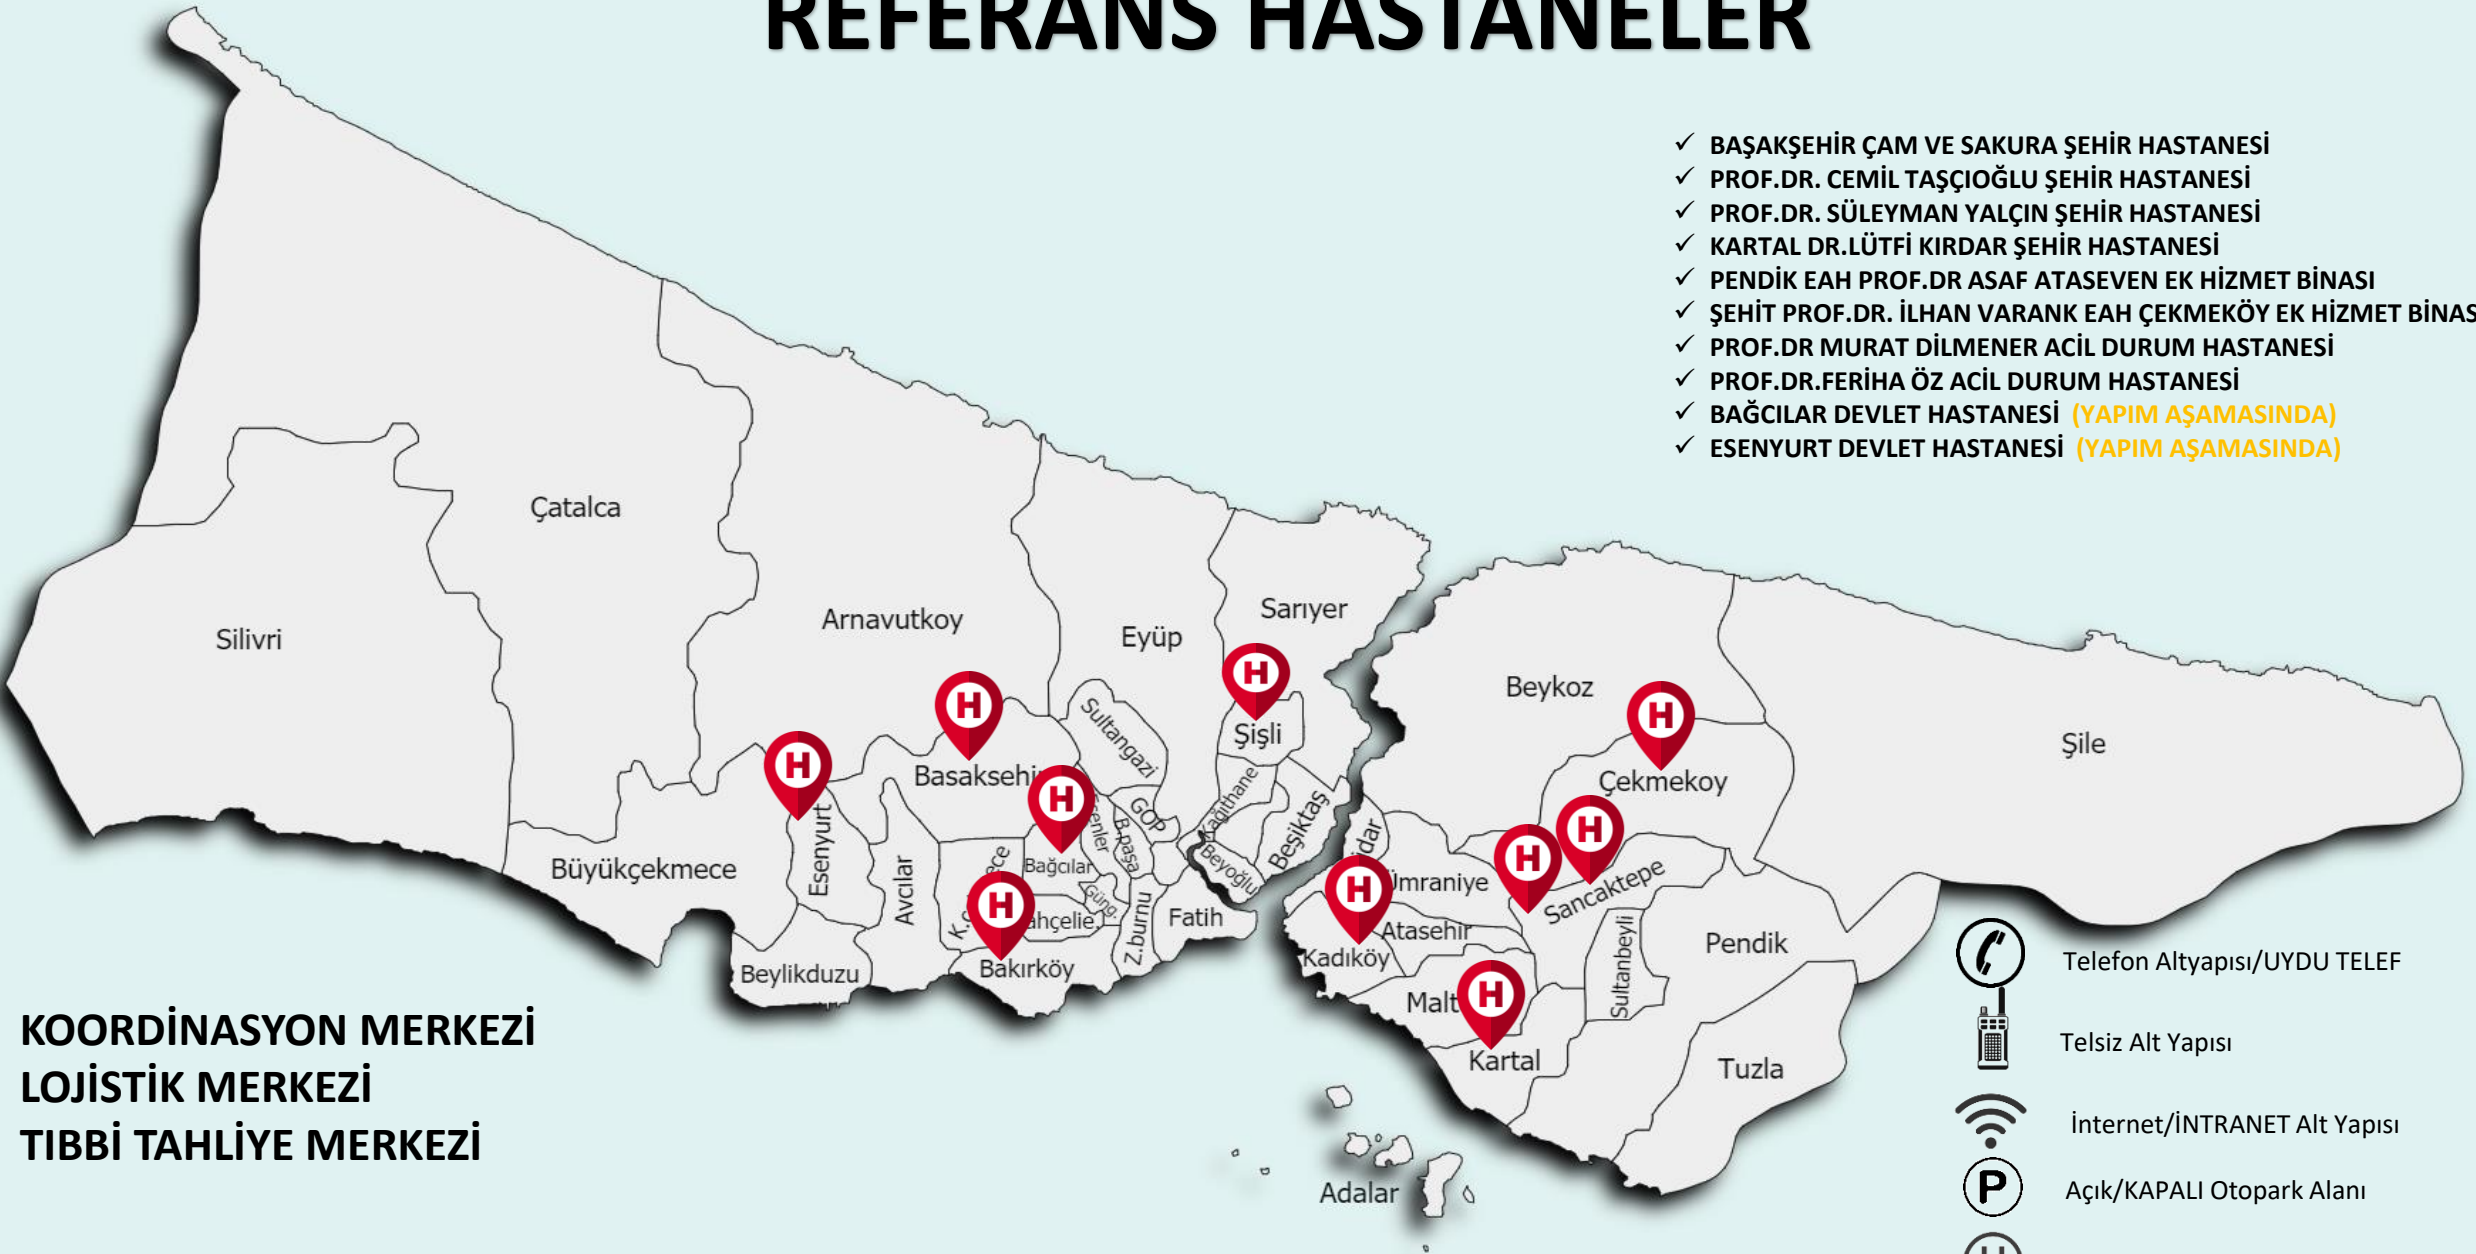 REFERANS HASTANELER
✓ BAŞAKŞEHİR ÇAM VE SAKURA ŞEHİR HASTANESİ
✓ PROF.DR. CEMİL TAŞÇIOĞLU ŞEHİR HASTANESİ
✓ PROF.DR. SÜLEYMAN YALÇIN ŞEHİR HASTANESİ
✓ KARTAL DR.LÜTFİ KIRDAR ŞEHİR HASTANESİ
✓ PENDİK EAH PROF.DR ASAF ATASEVEN EK HİZMET BİNASI
✓ ŞEHİT PROF.DR. İLHAN VARANK EAH ÇEKMEKÖY EK HİZMET BİNAS
✓ PROF.DR MURAT DİLMENER ACİL DURUM HASTANESİ
✓ PROF.DR.FERİHA ÖZ ACİL DURUM HASTANESİ
✓ BAĞCILAR DEVLET HASTANESİ (YAPIM AŞAMASINDA)
✓ ESENYURT DEVLET HASTANESİ (YAPIM AŞAMASINDA)
Çatalca
Silivri
Arnavutkoy
Eyüp
Sarıyer
Beykoz
Şile
H
H
H
H
H
H
H
H
H
H
Sultangazi
Şişli
Basaksehi
Çekmekoy
Kağıthane
GOP
Beşiktaş
Esenyurt
Büyükçekmece
Avcılar
Bağcılar
B.paşa
Beyoğlu
Ümraniye
Sancaktepe
Güng.
ahçelie
Z.burnu
Fatih
Atasehir
Kadıköy
Sultanbeyli
Pendik
Beylikduzu
Bakırköy
Malt
Kartal
Tuzla
Adalar
KOORDİNASYON MERKEZİ
LOJİSTİK MERKEZİ
TIBBİ TAHLİYE MERKEZİ
Telefon Altyapısı/UYDU TELEF
Telsiz Alt Yapısı
İnternet/İNTRANET Alt Yapısı
P
Açık/KAPALI Otopark Alanı